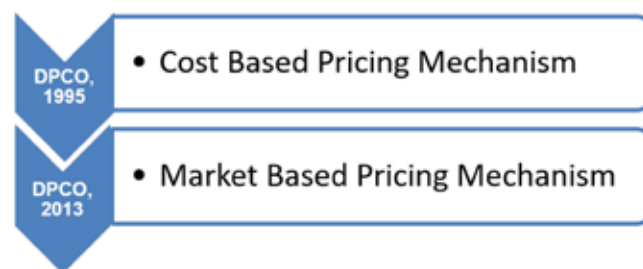 DPCO,
1995
• Cost Based Pricing Mechanism
DPCO,
2013
• Market Based Pricing Mechanism